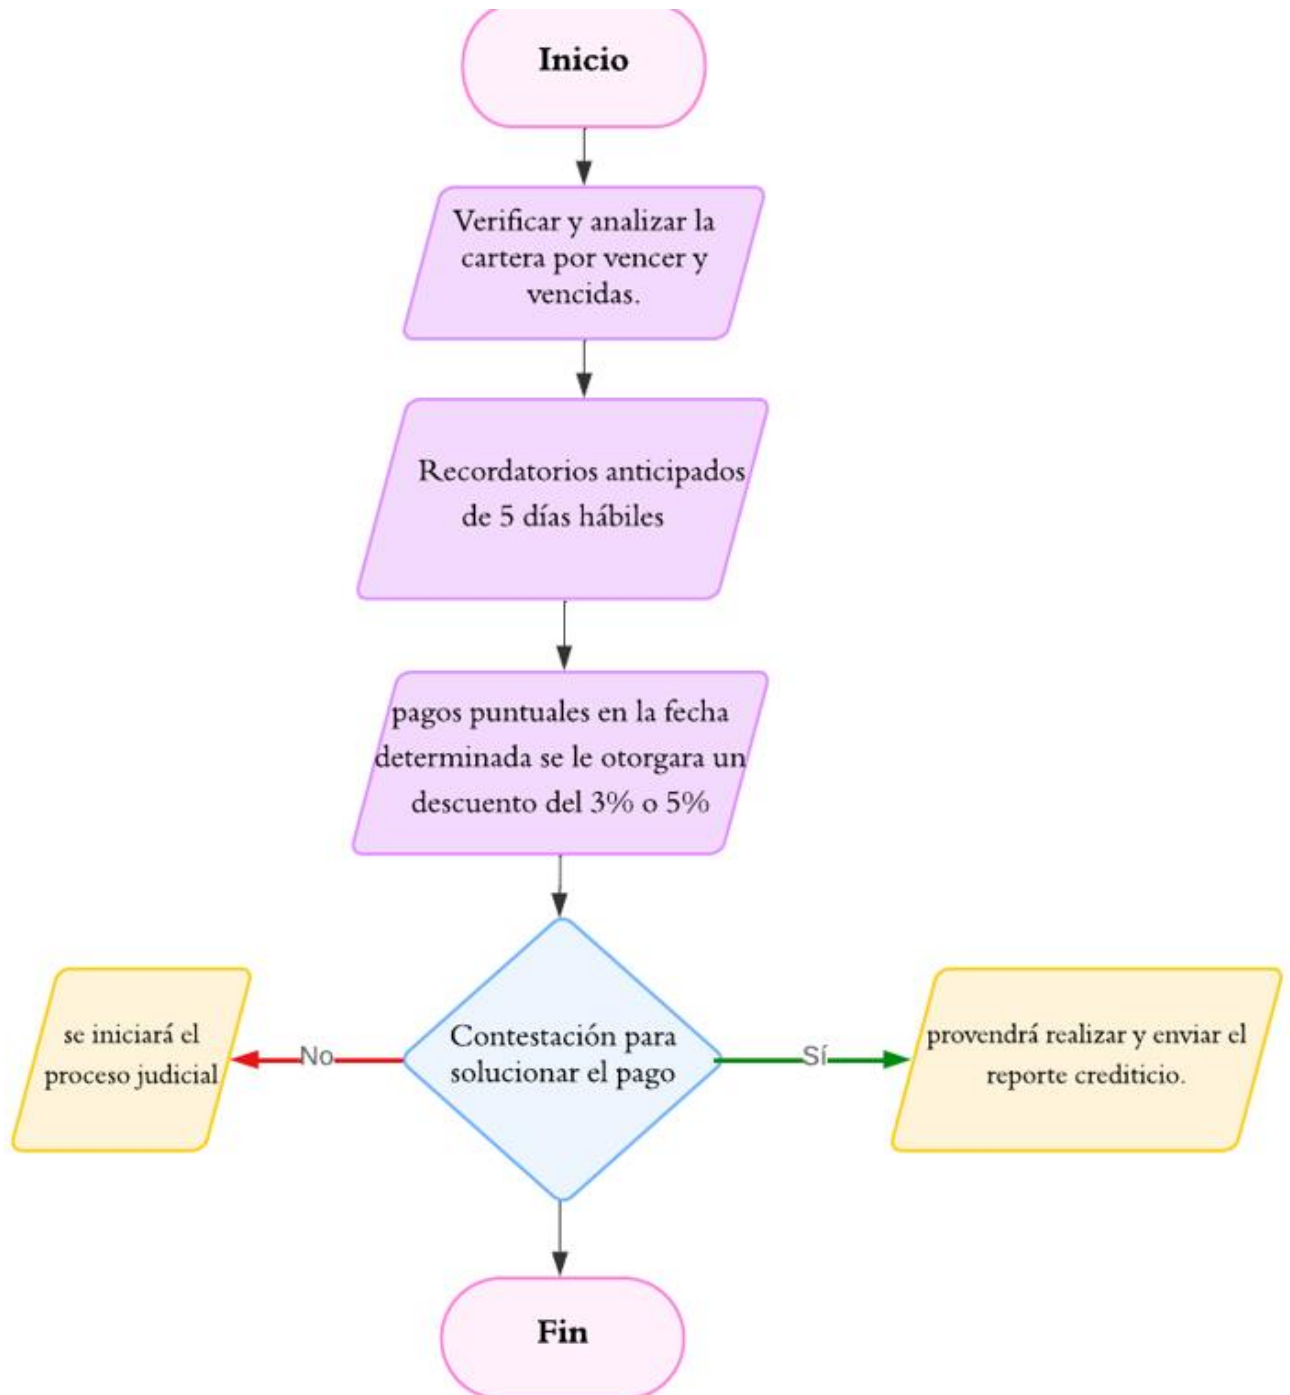 Inicio
Verificar y analizar la
cartera por vencer y
vencidas.
Recordatorios anticipados
de 5 días hábiles
pagos puntuales en la fecha
determinada se le otorgara un
descuento del 3% o 5%
Contestación para
solucionar el pago
No
se iniciará el
proceso judicial
Sí
provendrá realizar y enviar el
reporte crediticio.
Fin